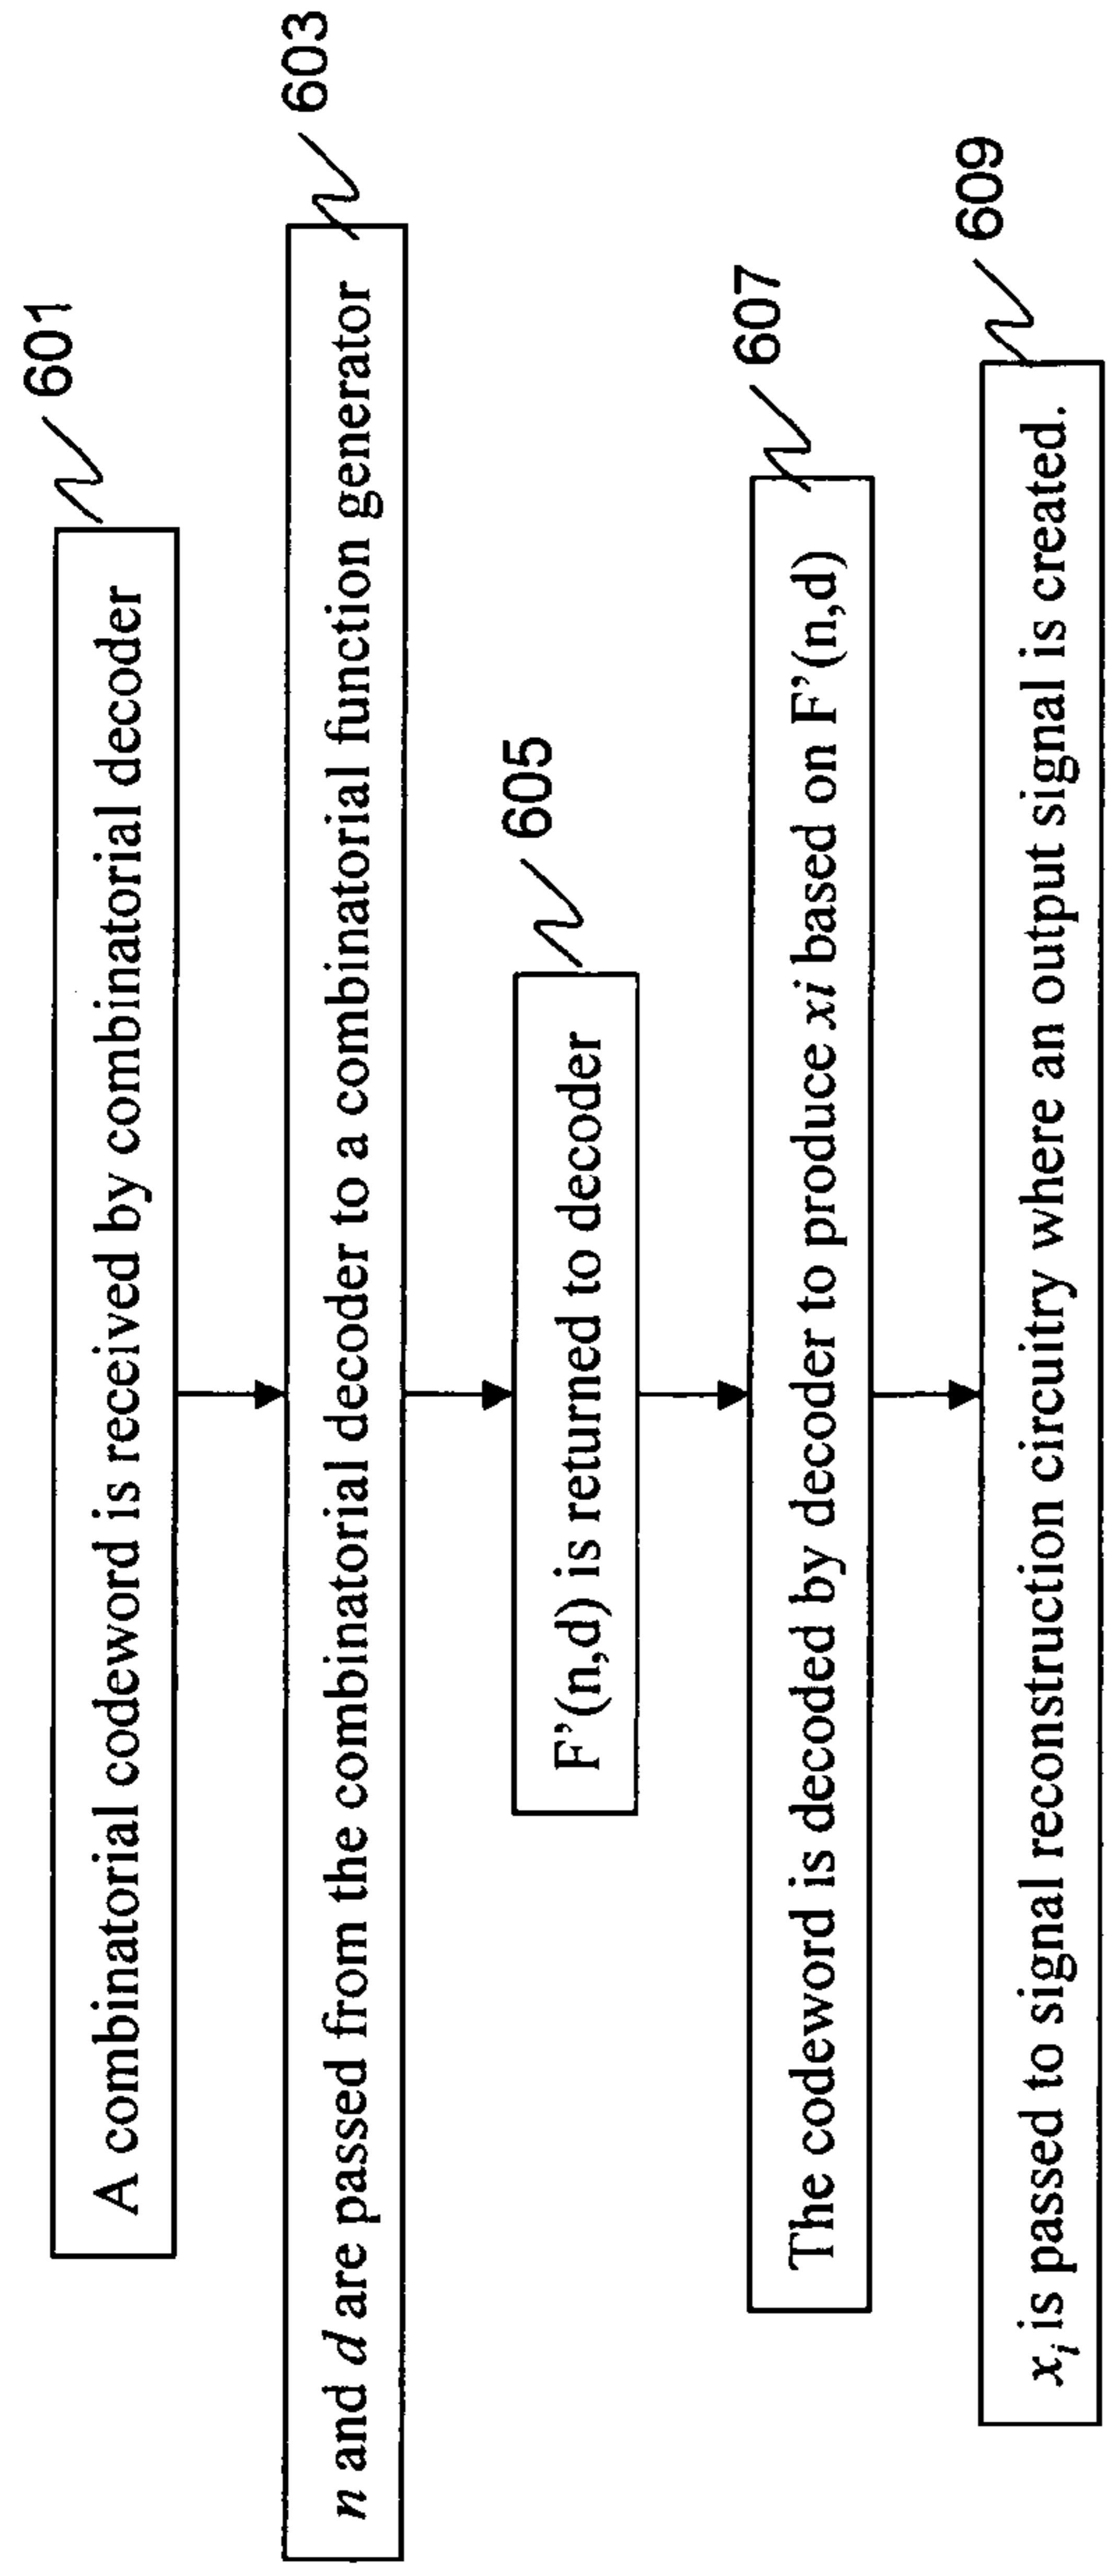 601
A combinatorial codeword is received by combinatorial decoder
603
n and d are passed from the combinatorial decoder to a combinatorial function generator
605
F’(n,d) is returned to decoder
607
The codeword is decoded by decoder to produce xi based on F’(n,d)
609
xi is passed to signal reconstruction circuitry where an output signal is created.